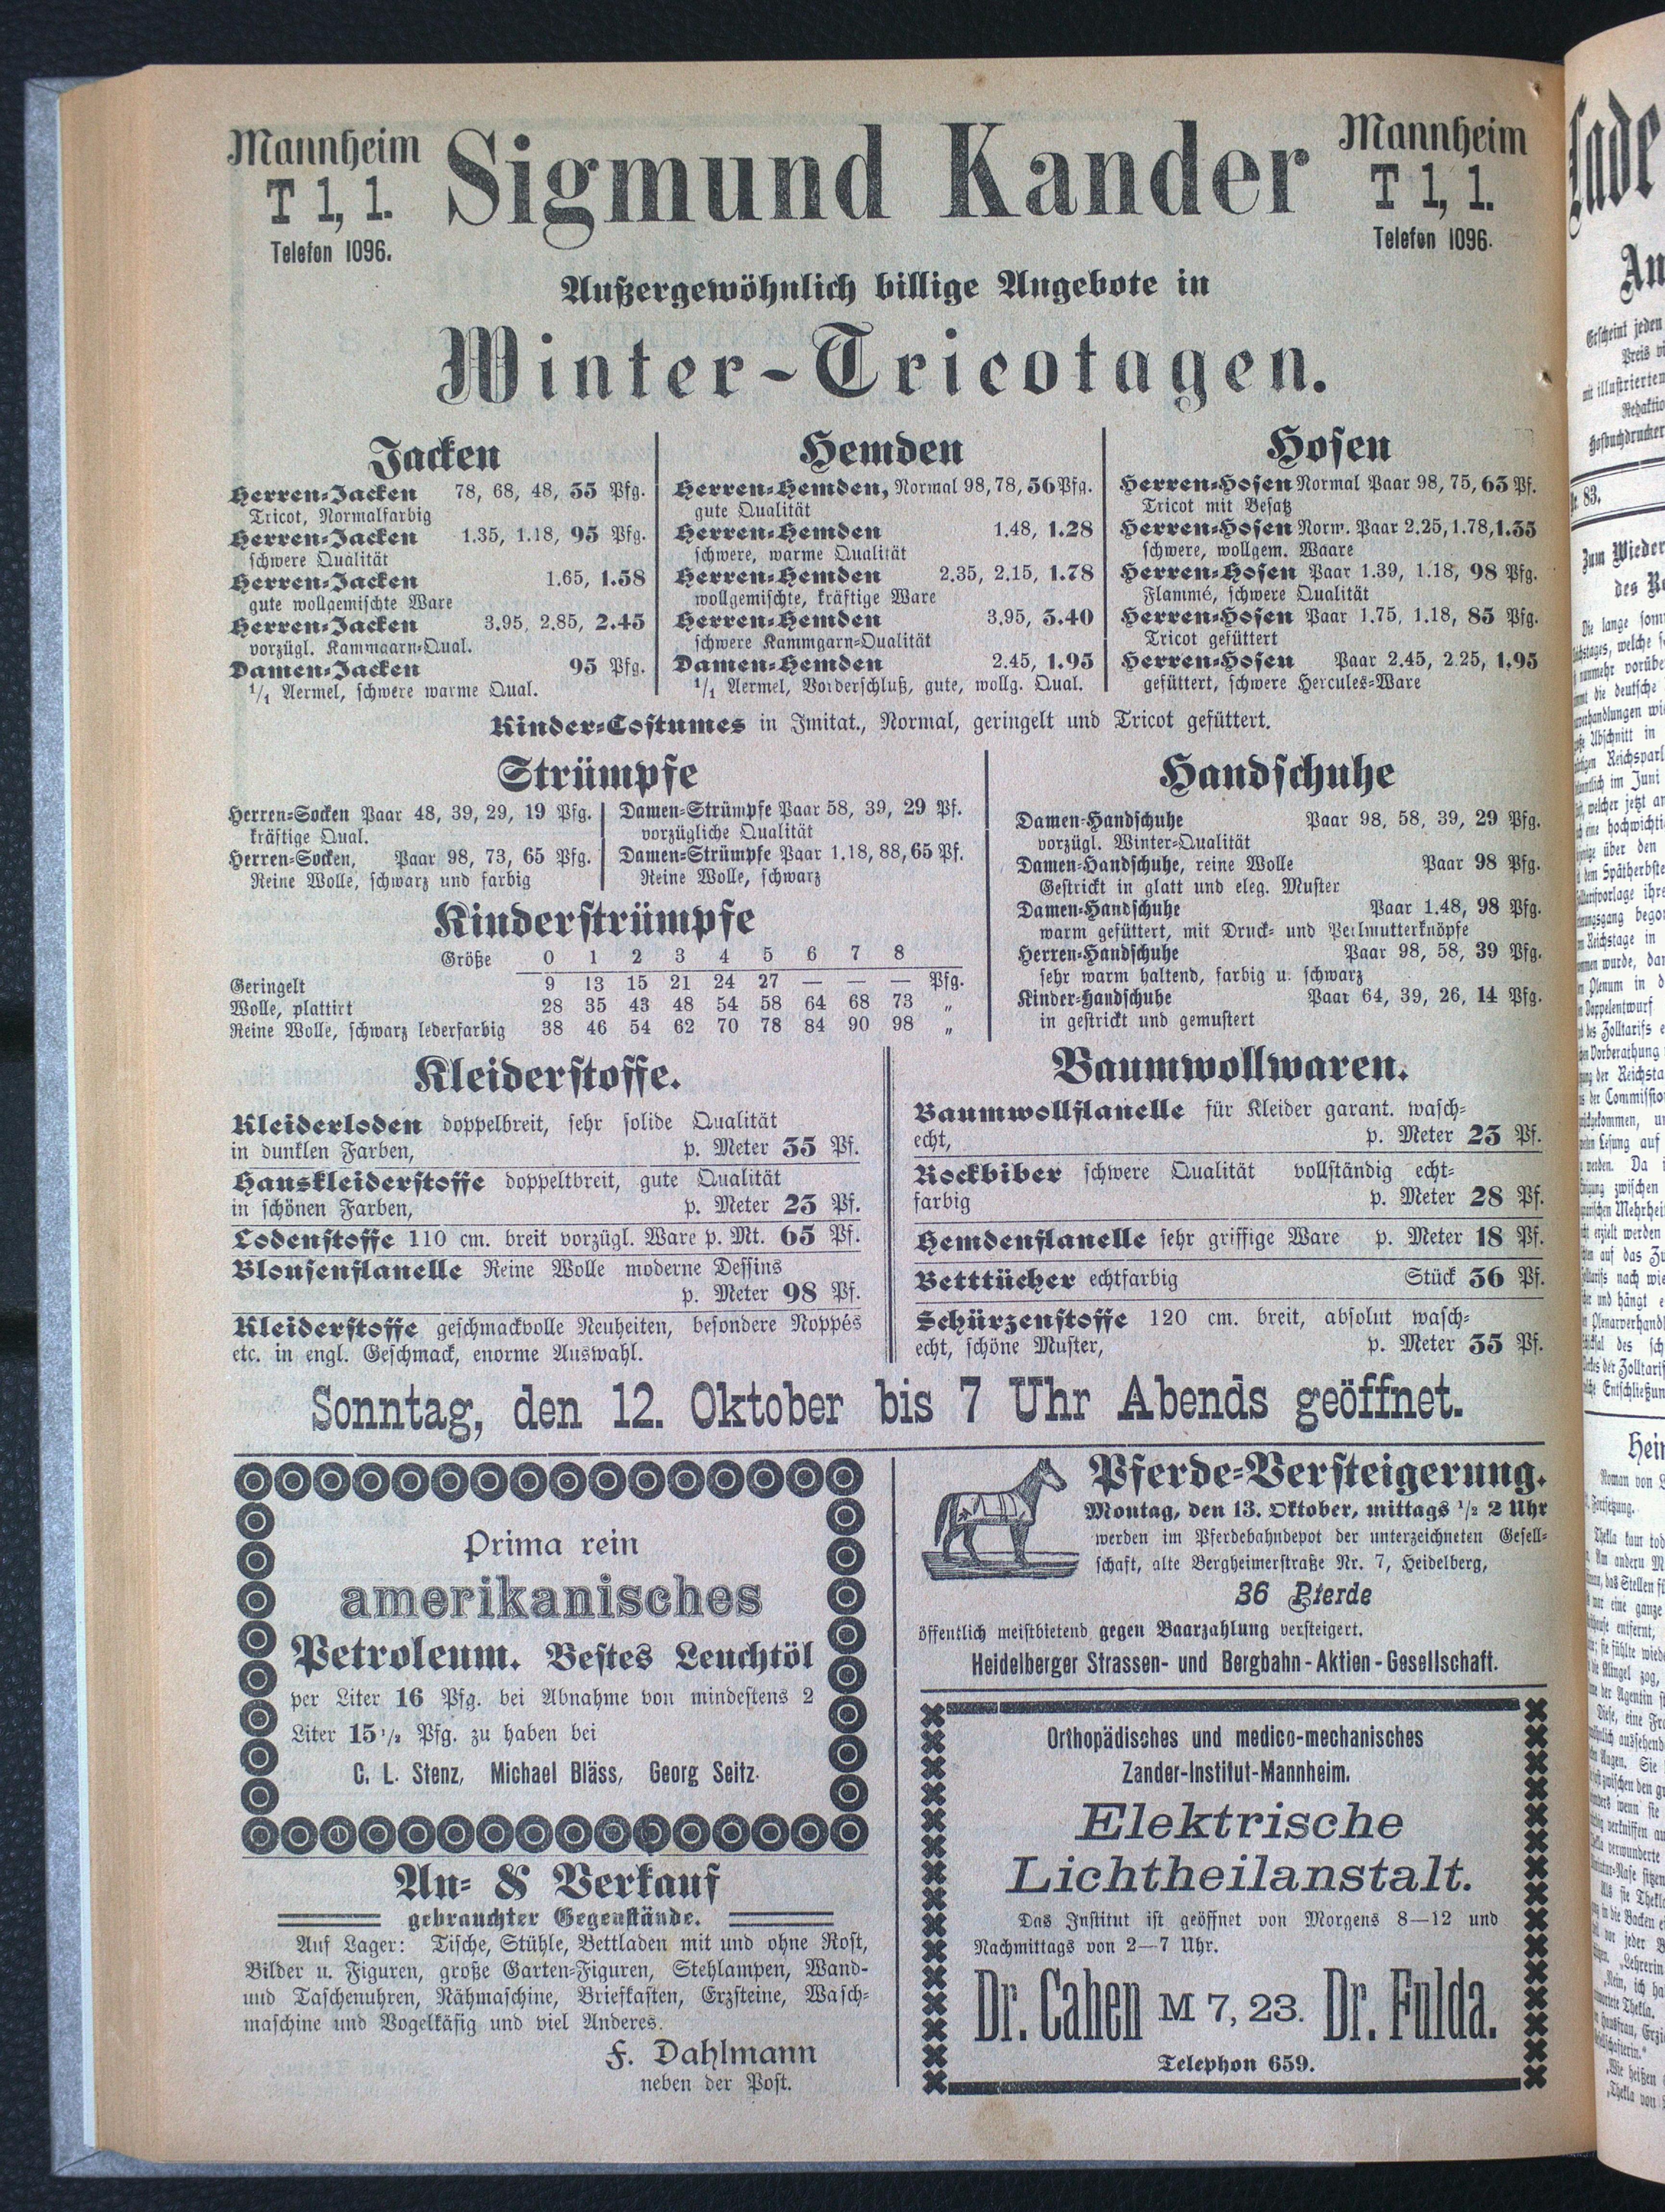 Mannheim
T 1, 1.
Telefon 1096.
Sigmund Kander
Mannheim
T 1, 1.
Telefon 1096.
Außergewöhnlich billige Angebote in
Winter-Tricotagen.
Jacken
Herren-Jacken 78, 68, 48, 35 Pfg.
Tricot, Normalfarbig
Herren-Jacken 1.35, 1.18, 95 Pfg.
schwere Qualität
Herren-Jacken 1.65, 1.58
gute wollgemischte Ware
Herren-Jacken 3.95, 2.85, 2.45
vorzügl. Kammgarn-Qual.
Damen-Jacken 95 Pfg.
1/1 Aermel, schwere warme Qual.
Hemden
Herren-Hemden, Normal 98, 78, 56 Pfg.
gute Qualität
Herren-Hemden 1.48, 1.28
schwere, warme Qualität
Herren-Hemden 2.35, 2.15, 1.78
wollgemischte, kräftige Ware
Herren-Hemden 3.95, 3.40
schwere Kammgarn-Qualität
Damen-Hemden 2.45, 1.95
1/1 Aermel, Vorderschluß, gute, wollg. Qual.
Hosen
Herren-Hosen Normal Paar 98, 75, 63 Pf.
Tricot mit Besatz
Herren-Hosen Norm. Paar 2.25, 1.78, 1.35
schwere, wollgem. Waare
Herren-Hosen Paar 1.39, 1.18, 98 Pfg.
Flammé, schwere Qualität
Herren-Hosen Paar 1.75, 1.18, 85 Pfg.
Tricot gefüttert
Herren-Hosen Paar 2.45, 2.25, 1.95
gefüttert, schwere Hercules-Ware
Kinder-Costumes in Imitat., Normal, geringelt und Tricot gefüttert.
Strümpfe
Herren-Socken Paar 48, 39, 29, 19 Pfg.
kräftige Qual.
Herren-Socken, Paar 98, 73, 65 Pfg.
Reine Wolle, schwarz und farbig
Damen-Strümpfe Paar 58, 39, 29 Pf.
vorzügliche Qualität
Damen-Strümpfe Paar 1.18, 88, 65 Pf.
Reine Wolle, schwarz
Kinderstrümpfe
Größe 0 1 2 3 4 5 6 7 8
Geringelt 9 13 15 21 24 27 — — — Pfg.
Wolle, plattirt 28 35 43 48 54 58 64 68 73 „
Reine Wolle, schwarz lederfarbig 38 46 54 62 70 78 84 90 98 „
Handschuhe
Damen-Handschuhe Paar 98, 58, 39, 29 Pfg.
vorzügl. Winter-Qualität
Damen-Handschuhe, reine Wolle Paar 98 Pfg.
Gestrickt in glatt und eleg. Muster
Damen-Handschuhe Paar 1.48, 98 Pfg.
warm gefüttert, mit Druck- und Perlmutterknöpfe
Herren-Handschuhe Paar 98, 58, 39 Pfg.
sehr warm haltend, farbig u. schwarz
Kinder-Handschuhe Paar 64, 39, 26, 14 Pfg.
in gestrickt und gemustert
Kleiderstoffe.
Kleiderloden doppelbreit, sehr solide Qualität
in dunklen Farben, p. Meter 35 Pf.
Hauskleiderstoffe doppeltbreit, gute Qualität
in schönen Farben, p. Meter 23 Pf.
Lodenstoffe 110 cm. breit vorzügl. Ware p. Mt. 65 Pf.
Blousenflanelle Reine Wolle moderne Dessins
p. Meter 98 Pf.
Kleiderstoffe geschmackvolle Neuheiten, besondere Noppés
etc. in engl. Geschmack, enorme Auswahl.
Baumwollwaren.
Baumwollflanelle für Kleider garant. wasch-
echt, p. Meter 23 Pf.
Rockbiber schwere Qualität vollständig echt-
farbig p. Meter 28 Pf.
Hemdenflanelle sehr griffige Ware p. Meter 18 Pf.
Betttücher echtfarbig Stück 36 Pf.
Schürzenstoffe 120 cm. breit, absolut wasch-
echt, schöne Muster, p. Meter 35 Pf.
Sonntag, den 12. Oktober bis 7 Uhr Abends geöffnet.
Prima rein
amerikanisches
Petroleum. Bestes Leuchtöl
per Liter 16 Pfg. bei Abnahme von mindestens 2
Liter 15 1/2 Pfg. zu haben bei
C. L. Stenz, Michael Bläss, Georg Seitz.
An- & Verkauf
gebrauchter Gegenstände.
Auf Lager: Tische, Stühle, Bettladen mit und ohne Rost,
Bilder u. Figuren, große Garten-Figuren, Stehlampen, Wand-
und Taschenuhren, Nähmaschine, Briefkasten, Erzsteine, Wasch-
maschine und Vogelkäfig und viel Anderes.
F. Dahlmann
neben der Post.
Pferde-Versteigerung.
Montag, den 13. Oktober, mittags 1/2 2 Uhr
werden im Pferdebahndepot der unterzeichneten Gesell-
schaft, alte Bergheimerstraße Nr. 7, Heidelberg,
36 Pferde
öffentlich meistbietend gegen Baarzahlung versteigert.
Heidelberger Strassen- und Bergbahn-Aktien-Gesellschaft.
Orthopädisches und medico-mechanisches
Zander-Institut-Mannheim.
Elektrische
Lichtheilanstalt.
Das Institut ist geöffnet von Morgens 8—12 und
Nachmittags von 2—7 Uhr.
Dr. Cahen M 7, 23. Dr. Fulda.
Telephon 659.
Erscheint jeden
mit illustrierten
Nr. 83.
Zum Wieder